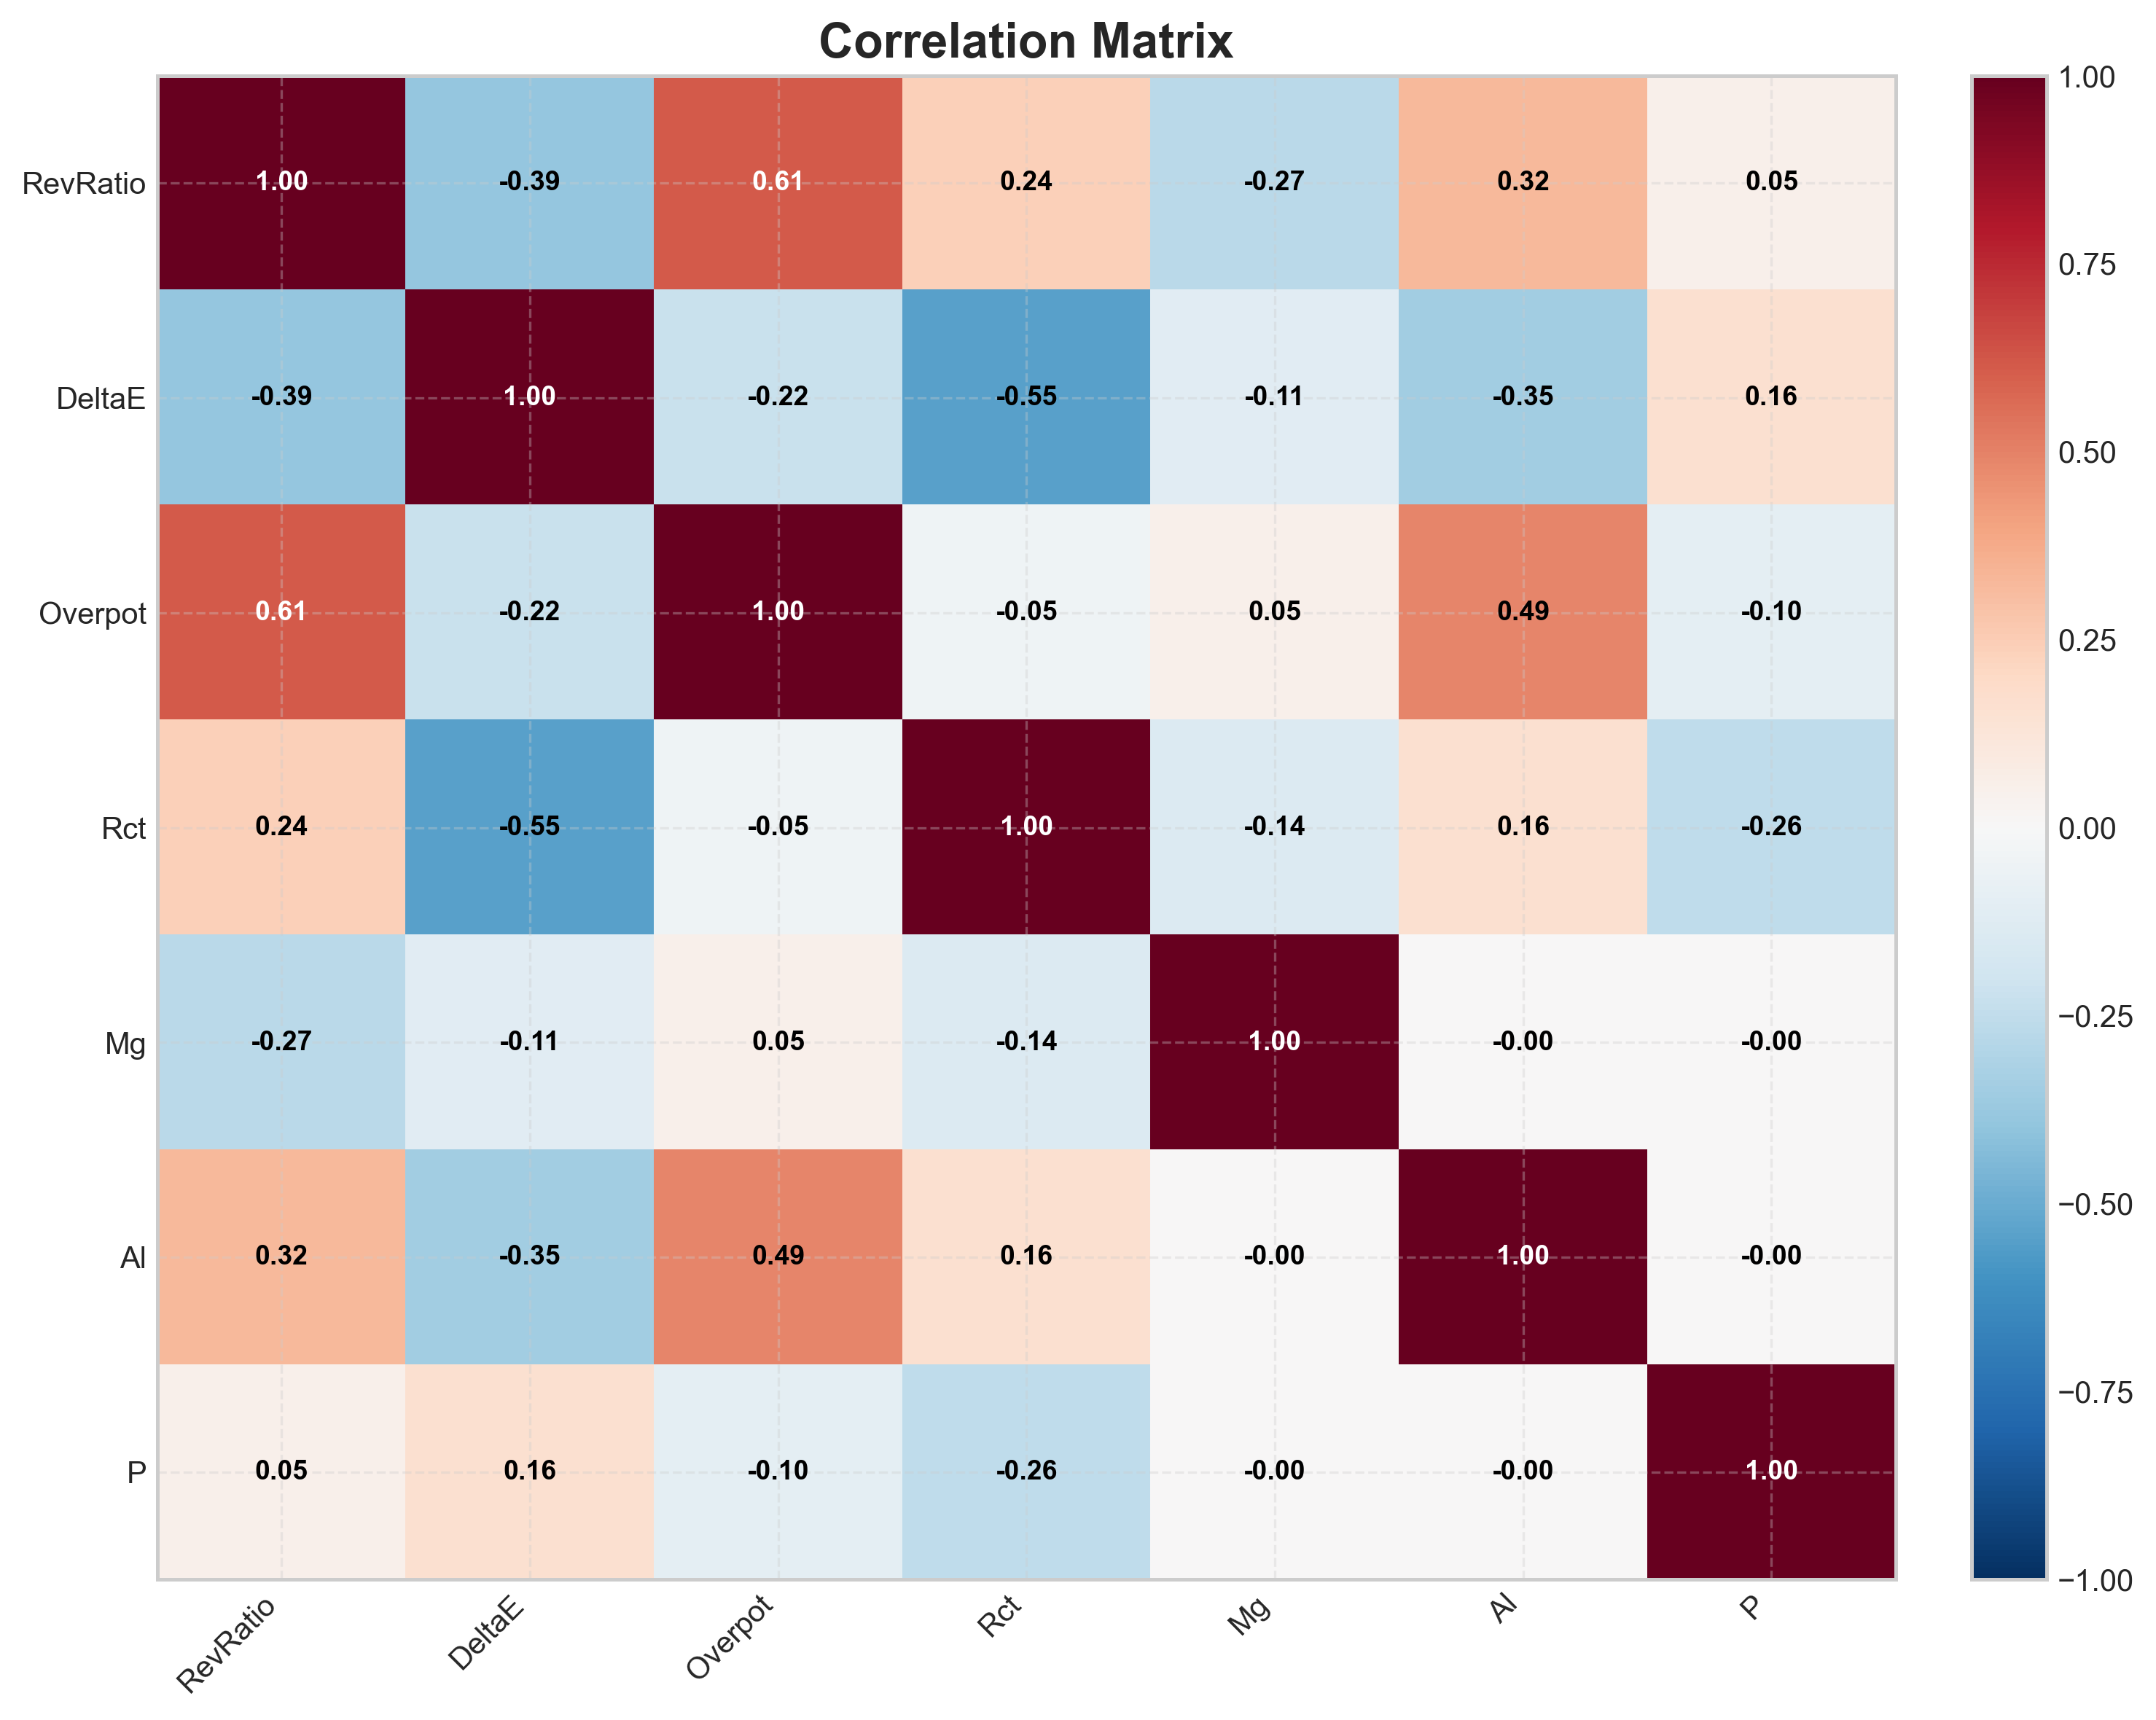 Correlation Matrix
RevRatio 1.00 -0.39 0.61 0.24 -0.27 0.32 0.05
DeltaE -0.39 1.00 -0.22 -0.55 -0.11 -0.35 0.16
Overpot 0.61 -0.22 1.00 -0.05 0.05 0.49 -0.10
Rct 0.24 -0.55 -0.05 1.00 -0.14 0.16 -0.26
Mg -0.27 -0.11 0.05 -0.14 1.00 -0.00 -0.00
Al 0.32 -0.35 0.49 0.16 -0.00 1.00 -0.00
P 0.05 0.16 -0.10 -0.26 -0.00 -0.00 1.00
RevRatio DeltaE Overpot Rct Mg Al P
1.00
0.75
0.50
0.25
0.00
−0.25
−0.50
−0.75
−1.00